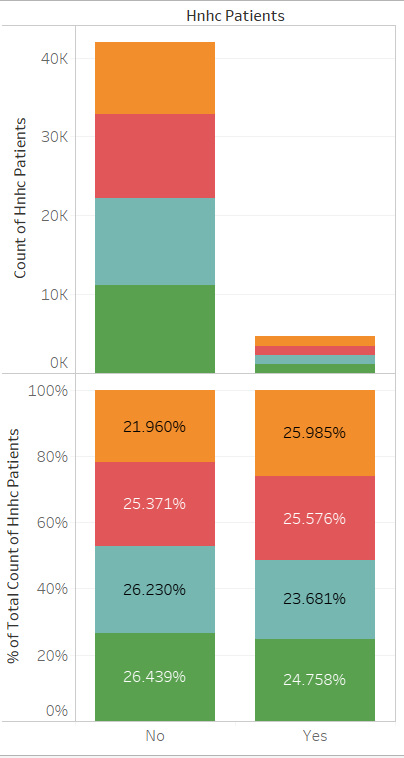 Hnhc Patients
Count of Hnhc Patients
40K
30K
20K
10K
0K
% of Total Count of Hnhc Patients
100%
80%
60%
40%
20%
0%
21.960%
25.985%
25.371%
25.576%
26.230%
23.681%
26.439%
24.758%
No
Yes